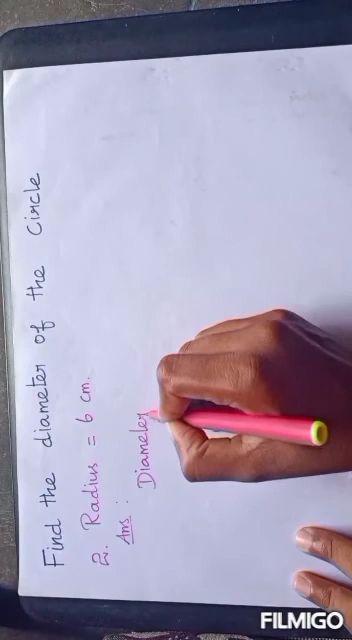 Find the diameter of the Circle
2. Radius = 6 cm.
Ans :
Diameter
FILMIGO